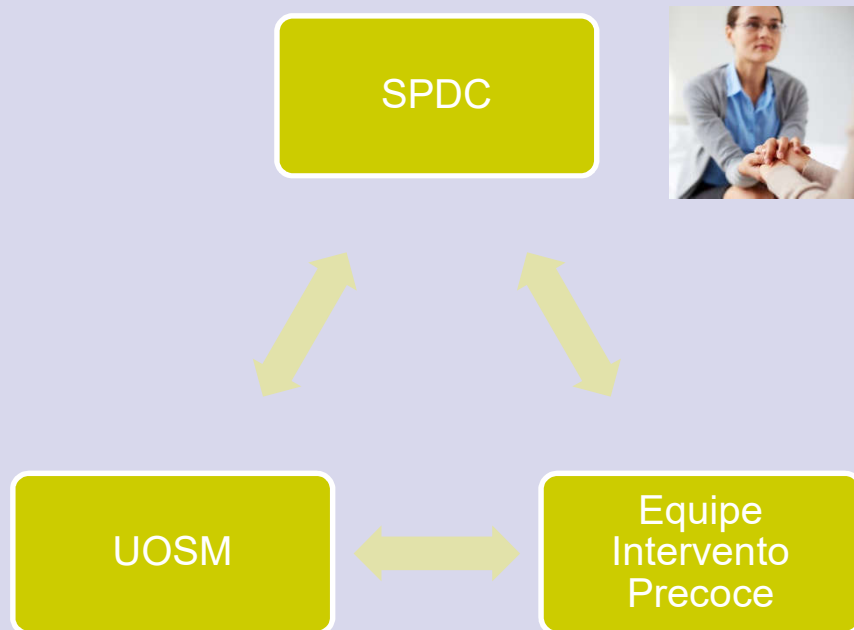 SPDC
UOSM
Equipe
Intervento
Precoce